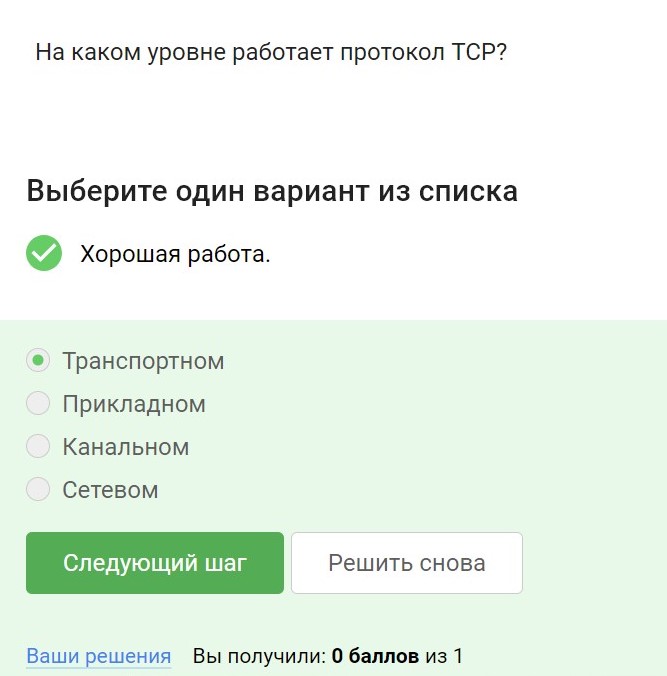 На каком уровне работает протокол TCP?
Выберите один вариант из списка
Хорошая работа.
Транспортном
Прикладном
Канальном
Сетевом
Следующий шаг Решить снова
Ваши решения Вы получили: 0 баллов из 1